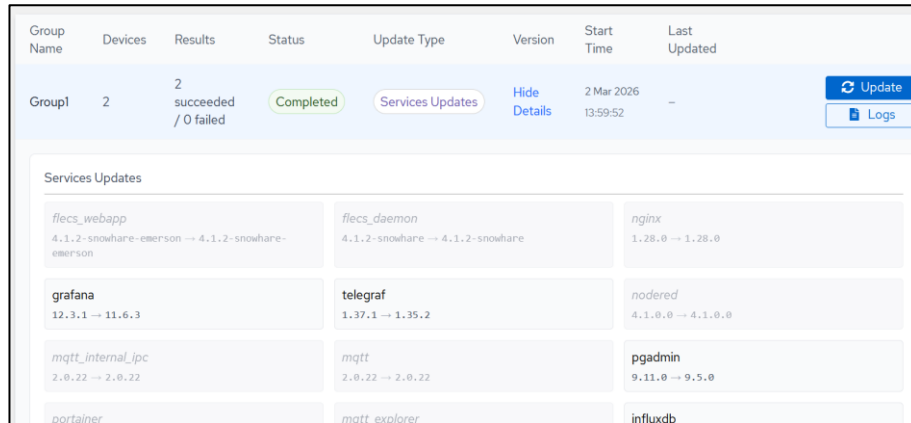 Group Name
Devices
Results
Status
Update Type
Version
Start Time
Last Updated
Group1
2
2 succeeded / 0 failed
Completed
Services Updates
Hide Details
2 Mar 2026
13:59:52
–
Update
Logs
Services Updates
flecs_webapp
4.1.2-snowhare-emerson → 4.1.2-snowhare-
emerson
flecs_daemon
4.1.2-snowhare → 4.1.2-snowhare
nginx
1.28.0 → 1.28.0
grafana
12.3.1 → 11.6.3
telegraf
1.37.1 → 1.35.2
nodered
4.1.0.0 → 4.1.0.0
mqtt_internal_ipc
2.0.22 → 2.0.22
mqtt
2.0.22 → 2.0.22
pgadmin
9.11.0 → 9.5.0
portainer
mqtt_explorer
influxdb